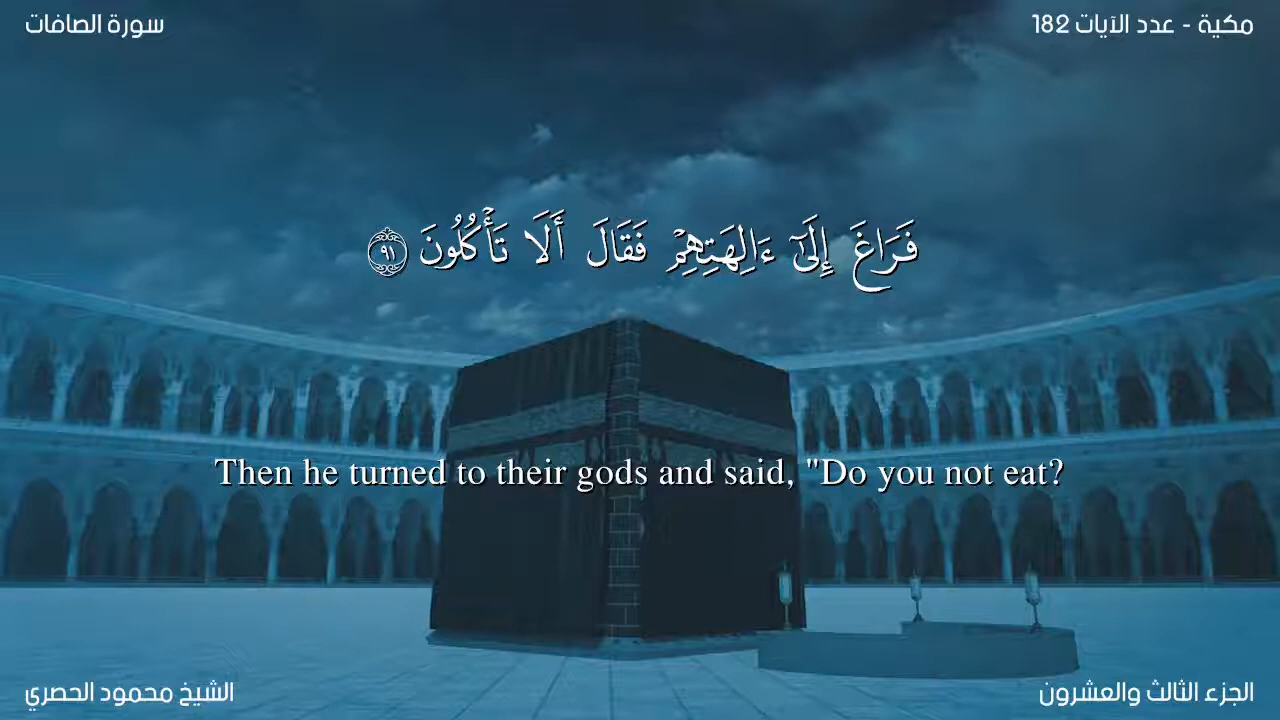 سورة الصافات
مكية - عدد الآيات 182
فَرَاغَ إِلَىٰٓ ءَالِهَتِهِمْ فَقَالَ أَلَا تَأْكُلُونَ ٩١
Then he turned to their gods and said, "Do you not eat?
الشيخ محمود الحصري
الجزء الثالث والعشرون